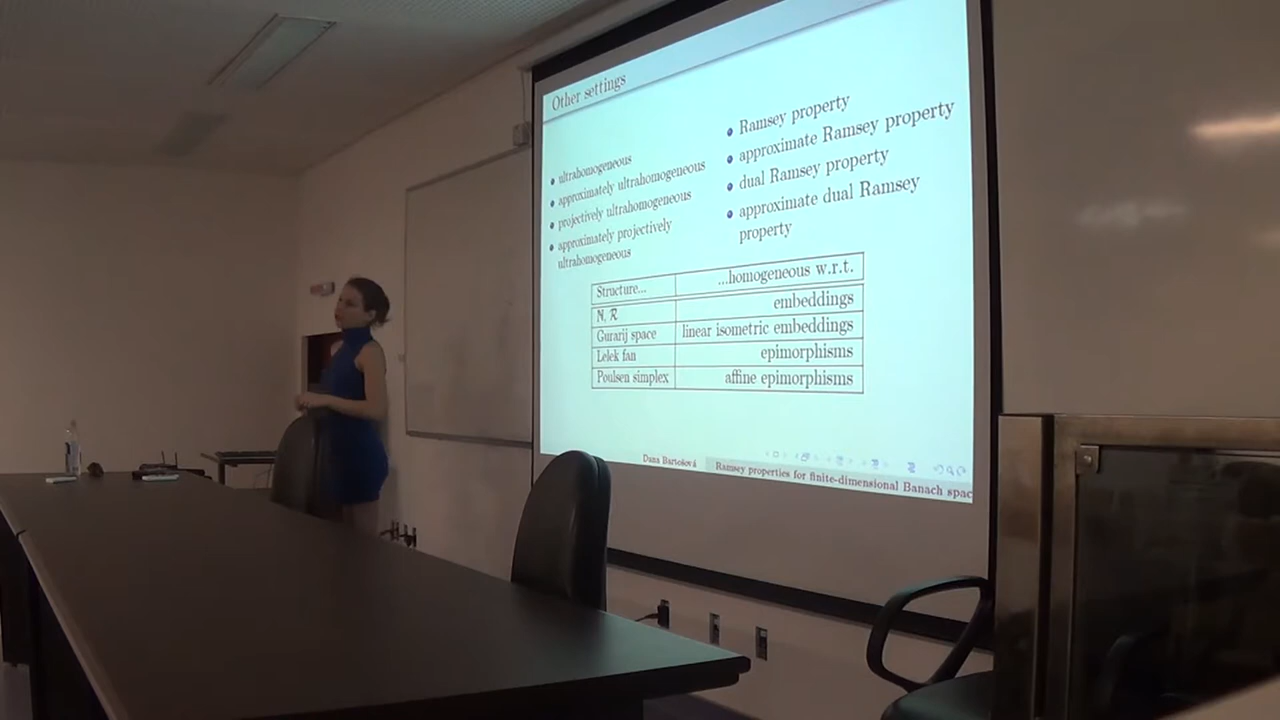 Other settings
ultrahomogeneous
approximately ultrahomogeneous
projectively ultrahomogeneous
approximately projectively
ultrahomogeneous
Ramsey property
approximate Ramsey property
dual Ramsey property
approximate dual Ramsey
property
Structure... ...homogeneous w.r.t.
ℕ, ℛ embeddings
Gurarij space linear isometric embeddings
Lelek fan epimorphisms
Poulsen simplex affine epimorphisms
Dana Bartošová Ramsey properties for finite-dimensional Banach spac